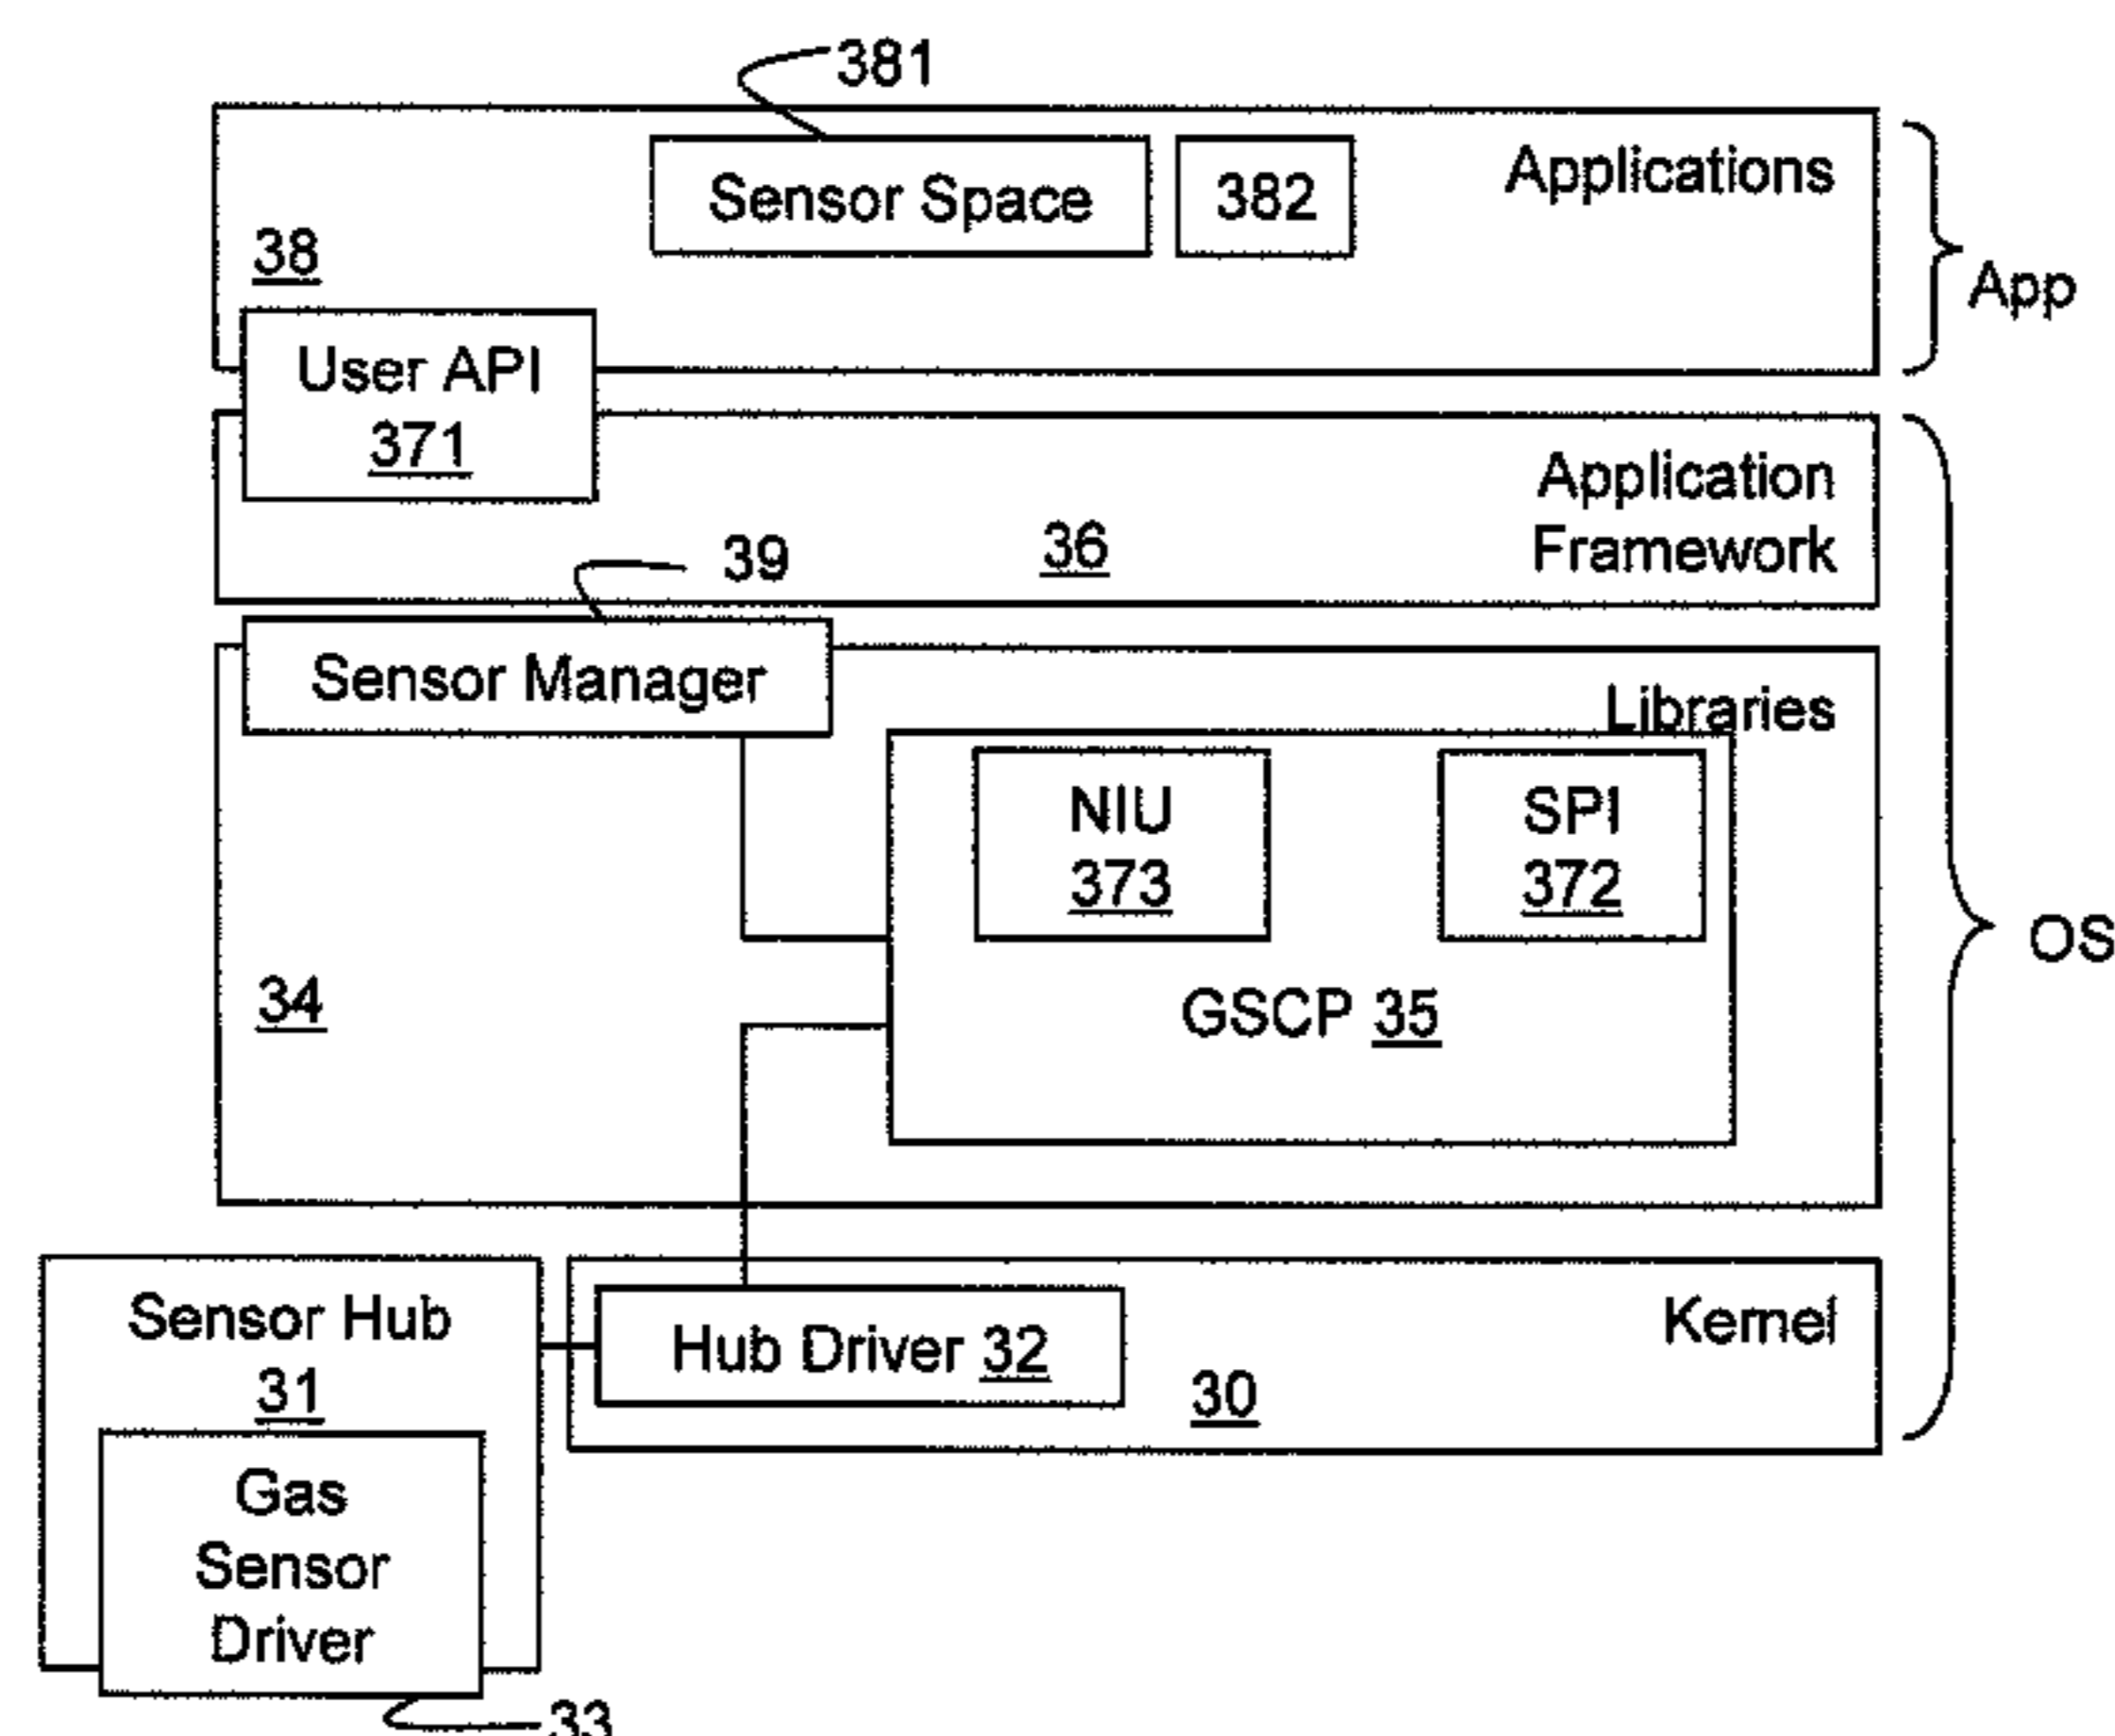 381
Applications
Sensor Space
382
38
App
User API
371
Application
Framework
36
39
Sensor Manager
Libraries
NIU
373
SPI
372
OS
34
GSCP 35
Sensor Hub
31
Kernel
Hub Driver 32
30
Gas
Sensor
Driver
33